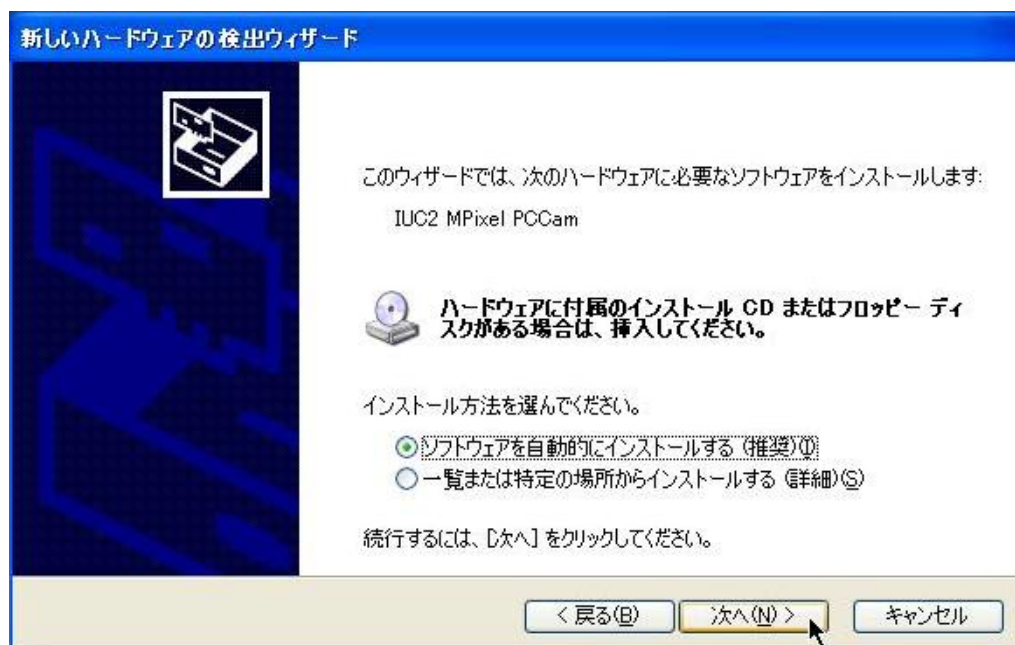 新しいハードウェアの検出ウィザード
このウィザードでは、次のハードウェアに必要なソフトウェアをインストールします:
IUC2 MPixel PCCam
ハードウェアに付属のインストール CD またはフロッピー ディ
スクがある場合は、挿入してください。
インストール方法を選んでください。
ソフトウェアを自動的にインストールする (推奨)(I)
一覧または特定の場所からインストールする (詳細)(S)
続行するには、[次へ] をクリックしてください。
< 戻る(B)
次へ(N) >
キャンセル